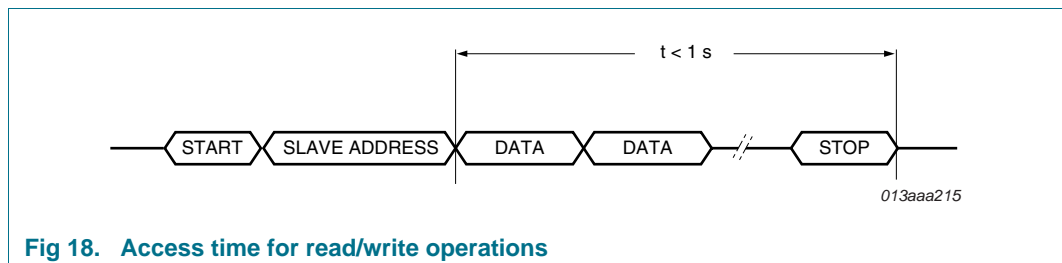 t < 1 s
START SLAVE ADDRESS DATA DATA STOP
013aaa215
Fig 18. Access time for read/write operations